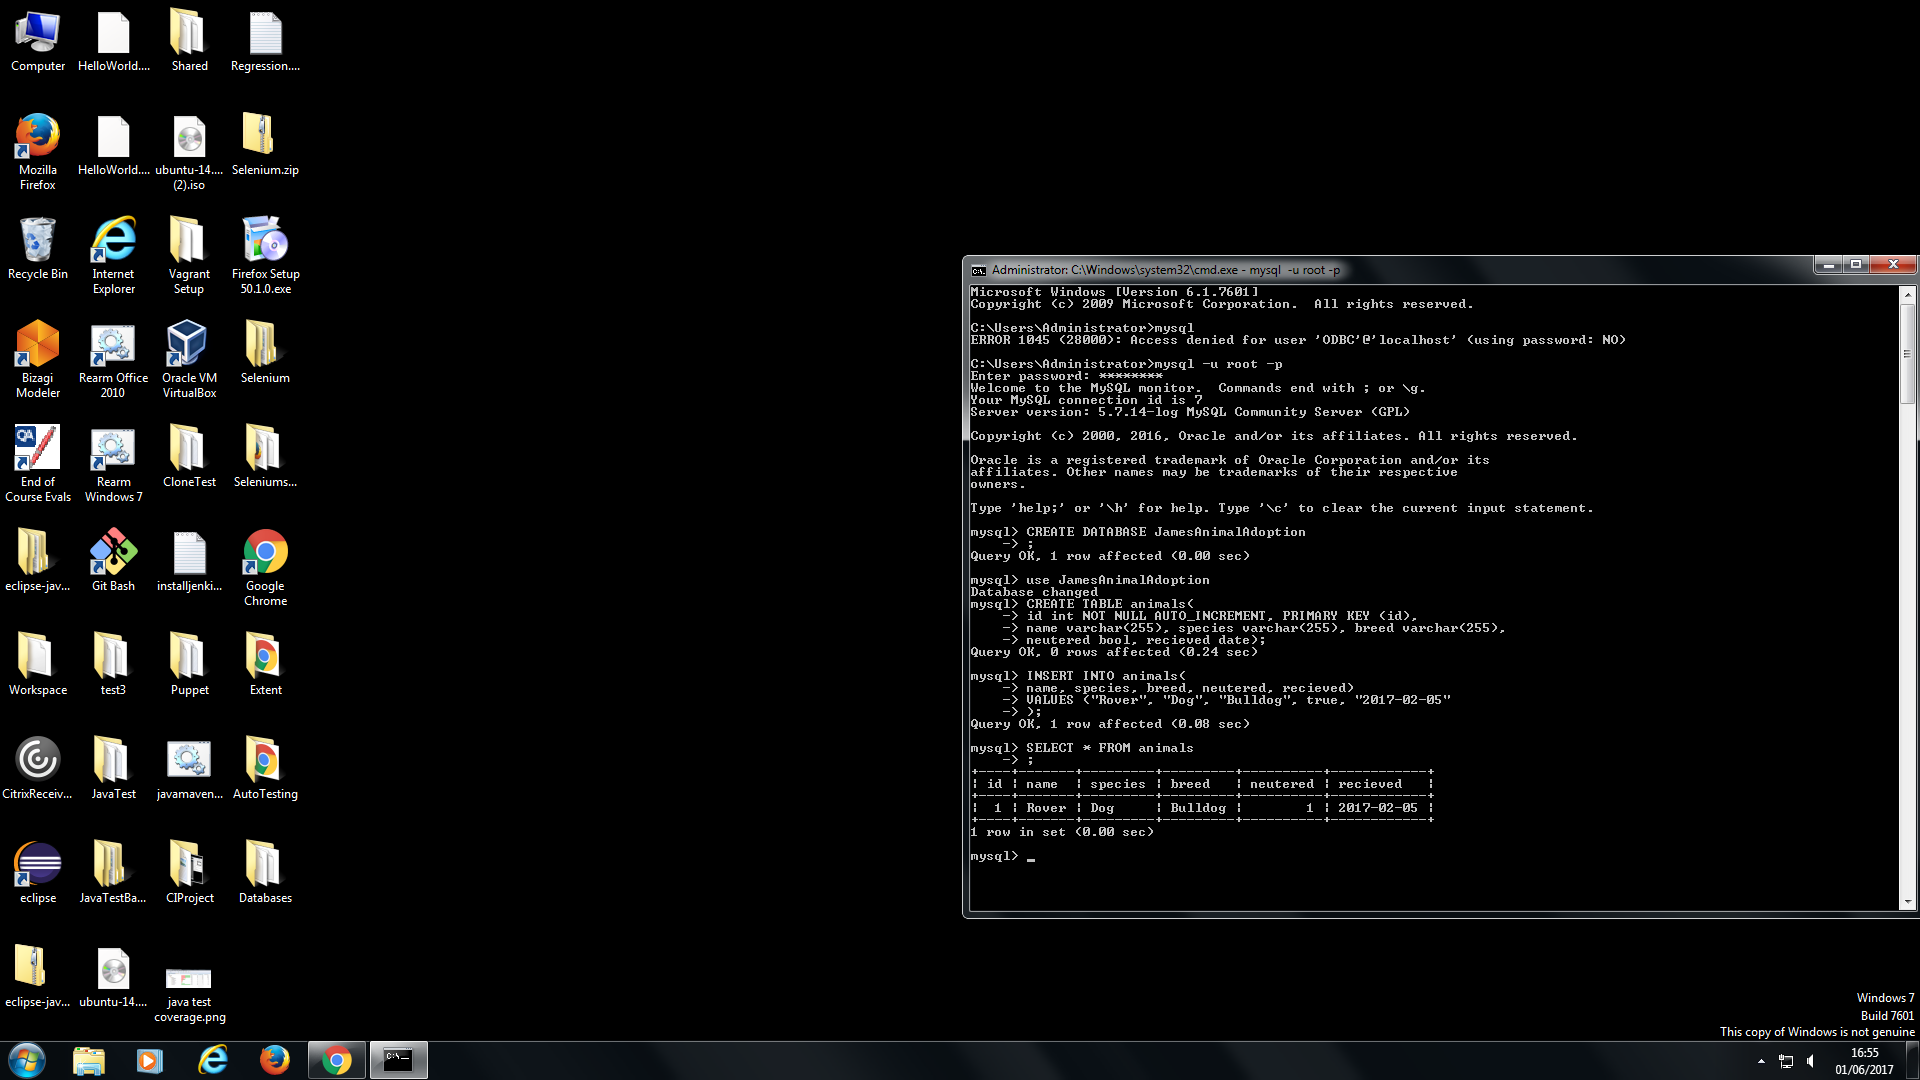 Computer
HelloWorld....
Shared
Regression....
Mozilla
Firefox
HelloWorld....
ubuntu-14....
(2).iso
Selenium.zip
Recycle Bin
Internet
Explorer
Vagrant
Setup
Firefox Setup
50.1.0.exe
Bizagi
Modeler
Rearm Office
2010
Oracle VM
VirtualBox
Selenium
QA
End of
Course Evals
Rearm
Windows 7
CloneTest
Seleniums...
eclipse-jav...
Git Bash
installjenki...
Google
Chrome
Workspace
test3
Puppet
Extent
CitrixReceiv...
JavaTest
javamaven...
AutoTesting
eclipse
JavaTestBa...
CIProject
Databases
eclipse-jav...
ubuntu-14....
java test
coverage.png
Administrator: C:\Windows\system32\cmd.exe - mysql  -u root -p
Microsoft Windows [Version 6.1.7601]
Copyright (c) 2009 Microsoft Corporation.  All rights reserved.
C:\Users\Administrator>mysql
ERROR 1045 (28000): Access denied for user 'ODBC'@'localhost' (using password: NO)
C:\Users\Administrator>mysql -u root -p
Enter password: ********
Welcome to the MySQL monitor.  Commands end with ; or \g.
Your MySQL connection id is 7
Server version: 5.7.14-log MySQL Community Server (GPL)
Copyright (c) 2000, 2016, Oracle and/or its affiliates. All rights reserved.
Oracle is a registered trademark of Oracle Corporation and/or its
affiliates. Other names may be trademarks of their respective
owners.
Type 'help;' or '\h' for help. Type '\c' to clear the current input statement.
mysql> CREATE DATABASE JamesAnimalAdoption
    -> ;
Query OK, 1 row affected (0.00 sec)
mysql> use JamesAnimalAdoption
Database changed
mysql> CREATE TABLE animals(
    -> id int NOT NULL AUTO_INCREMENT, PRIMARY KEY (id),
    -> name varchar(255), species varchar(255), breed varchar(255),
    -> neutered bool, recieved date);
Query OK, 0 rows affected (0.24 sec)
mysql> INSERT INTO animals(
    -> name, species, breed, neutered, recieved)
    -> VALUES ("Rover", "Dog", "Bulldog", true, "2017-02-05"
    -> );
Query OK, 1 row affected (0.08 sec)
mysql> SELECT * FROM animals
    -> ;
+----+-------+---------+---------+----------+------------+
| id | name  | species | breed   | neutered | recieved   |
+----+-------+---------+---------+----------+------------+
|  1 | Rover | Dog     | Bulldog |        1 | 2017-02-05 |
+----+-------+---------+---------+----------+------------+
1 row in set (0.00 sec)
mysql> _
Windows 7
Build 7601
This copy of Windows is not genuine
16:55
01/06/2017